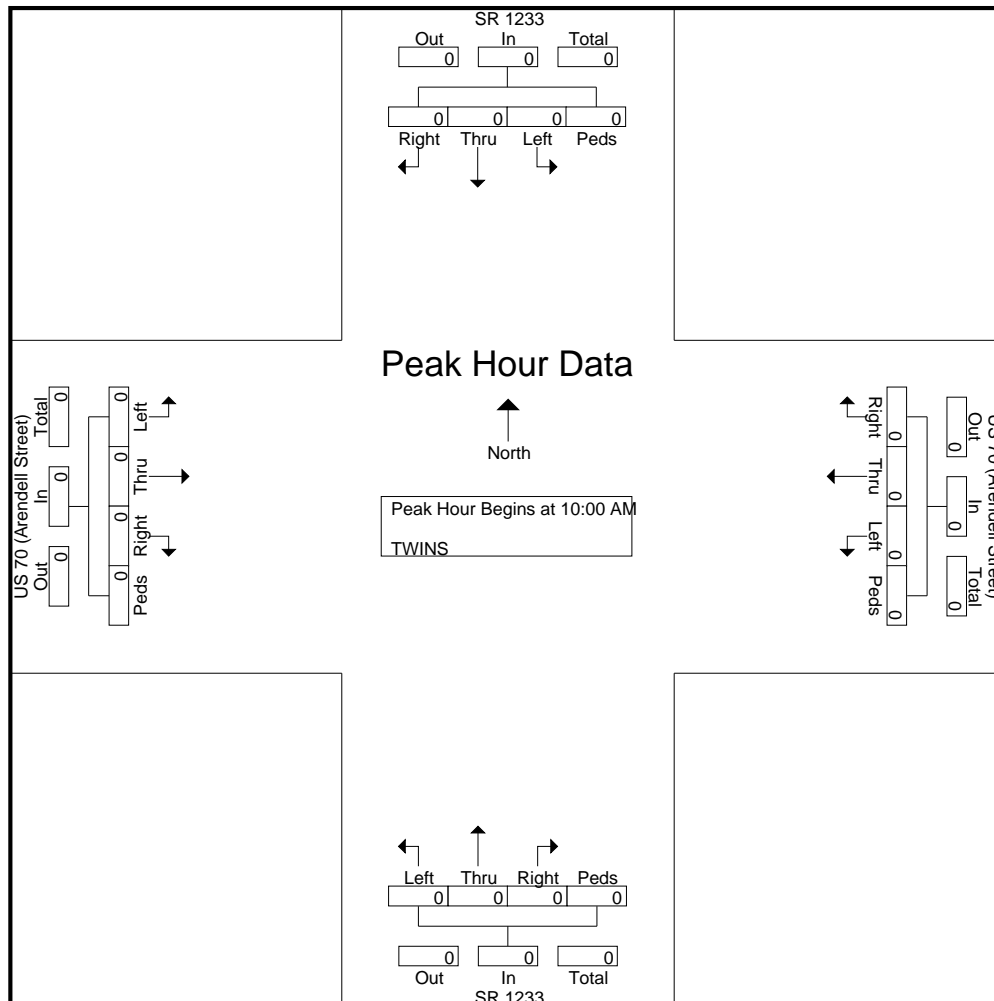 SR 1233
Out In Total
0 0 0
0 0 0 0
Right Thru Left Peds
Peak Hour Data
North
Peak Hour Begins at 10:00 AM
TWINS
US 70 (Arendell Street)
Total In Out
0 0 0
0 0 0 0
Left Thru Right Peds
US 70 (Arendell Street)
Out In Total
0 0 0
0 0 0 0
Right Thru Left Peds
Left Thru Right Peds
0 0 0 0
0 0 0
Out In Total
SR 1233